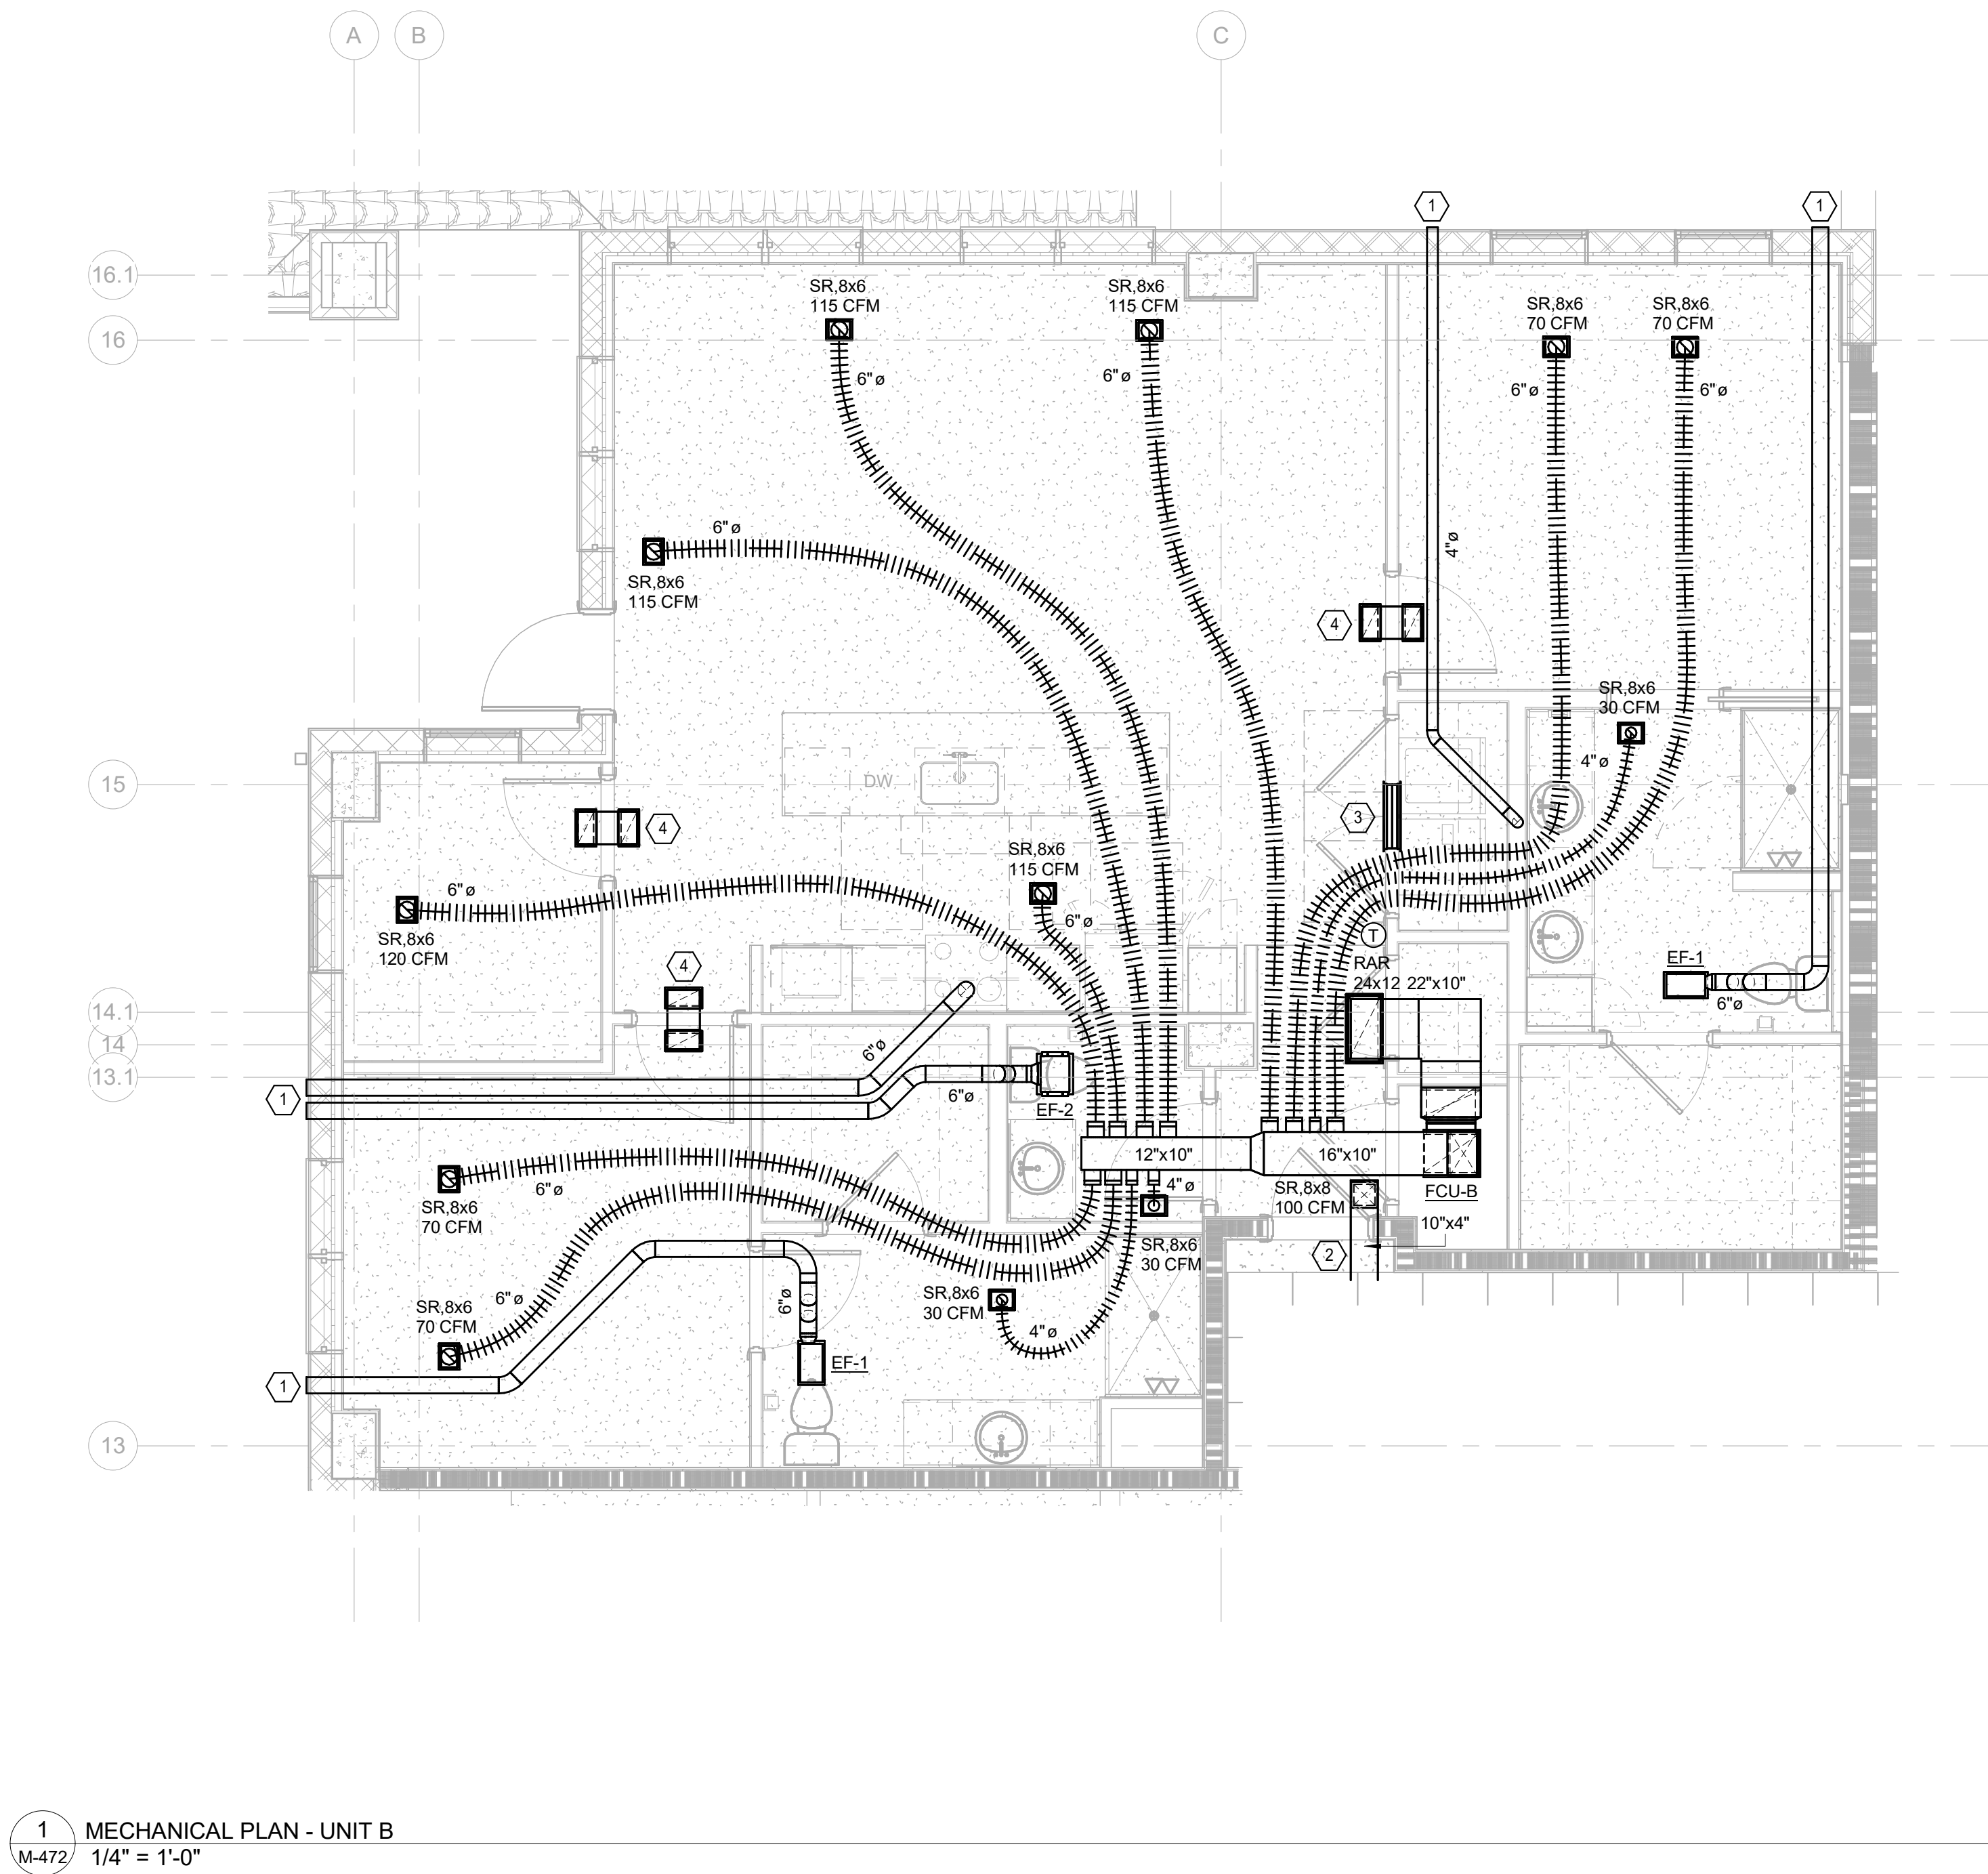 A
B
C
1
1
16.1
16
SR,8x6
115 CFM
SR,8x6
115 CFM
SR,8x6
70 CFM
SR,8x6
70 CFM
6"ø
6"ø
6"ø
6"ø
6"ø
4"ø
SR,8x6
115 CFM
4
SR,8x6
30 CFM
4"ø
15
DW
3
4
SR,8x6
115 CFM
6"ø
6"ø
SR,8x6
120 CFM
T
RAR
24x12
22"x10"
EF-1
6"ø
4
14.1
14
13.1
6"ø
6"ø
EF-2
1
12"x10"
16"x10"
4"ø
SR,8x8
100 CFM
FCU-B
10"x4"
6"ø
SR,8x6
70 CFM
SR,8x6
30 CFM
2
SR,8x6
30 CFM
6"ø
6"ø
SR,8x6
70 CFM
4"ø
EF-1
1
13
1
M-472
MECHANICAL PLAN - UNIT B
1/4" = 1'-0"